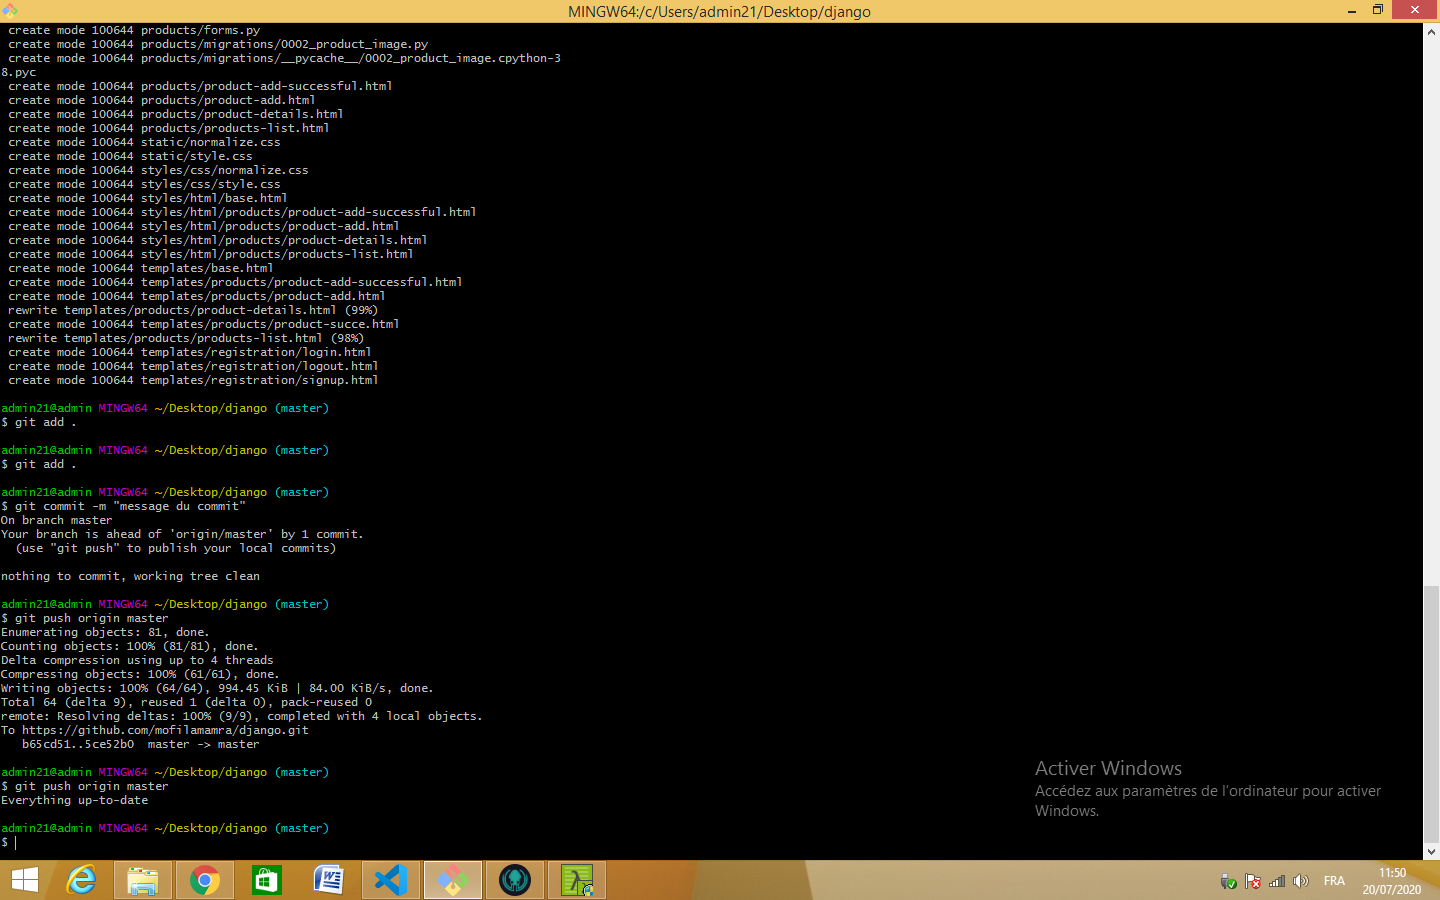 MINGW64:/c/Users/admin21/Desktop/django
create mode 100644 products/forms.py
create mode 100644 products/migrations/0002_product_image.py
create mode 100644 products/migrations/__pycache__/0002_product_image.cpython-3
8.pyc
create mode 100644 products/product-add-successful.html
create mode 100644 products/product-add.html
create mode 100644 products/product-details.html
create mode 100644 products/products-list.html
create mode 100644 static/normalize.css
create mode 100644 static/style.css
create mode 100644 styles/css/normalize.css
create mode 100644 styles/css/style.css
create mode 100644 styles/html/base.html
create mode 100644 styles/html/products/product-add-successful.html
create mode 100644 styles/html/products/product-add.html
create mode 100644 styles/html/products/product-details.html
create mode 100644 styles/html/products/products-list.html
create mode 100644 templates/base.html
create mode 100644 templates/products/product-add-successful.html
create mode 100644 templates/products/product-add.html
rewrite templates/products/product-details.html (99%)
create mode 100644 templates/products/product-succe.html
rewrite templates/products/products-list.html (98%)
create mode 100644 templates/registration/login.html
create mode 100644 templates/registration/logout.html
create mode 100644 templates/registration/signup.html
admin21@admin MINGW64 ~/Desktop/django (master)
$ git add .
admin21@admin MINGW64 ~/Desktop/django (master)
$ git add .
admin21@admin MINGW64 ~/Desktop/django (master)
$ git commit -m "message du commit"
On branch master
Your branch is ahead of 'origin/master' by 1 commit.
(use "git push" to publish your local commits)
nothing to commit, working tree clean
admin21@admin MINGW64 ~/Desktop/django (master)
$ git push origin master
Enumerating objects: 81, done.
Counting objects: 100% (81/81), done.
Delta compression using up to 4 threads
Compressing objects: 100% (61/61), done.
Writing objects: 100% (64/64), 994.45 KiB | 84.00 KiB/s, done.
Total 64 (delta 9), reused 1 (delta 0), pack-reused 0
remote: Resolving deltas: 100% (9/9), completed with 4 local objects.
To https://github.com/mofilamamra/django.git
b65cd51..5ce52b0  master -> master
admin21@admin MINGW64 ~/Desktop/django (master)
$ git push origin master
Everything up-to-date
admin21@admin MINGW64 ~/Desktop/django (master)
$
Activer Windows
Accédez aux paramètres de l'ordinateur pour activer
Windows.
FRA
11:50
20/07/2020